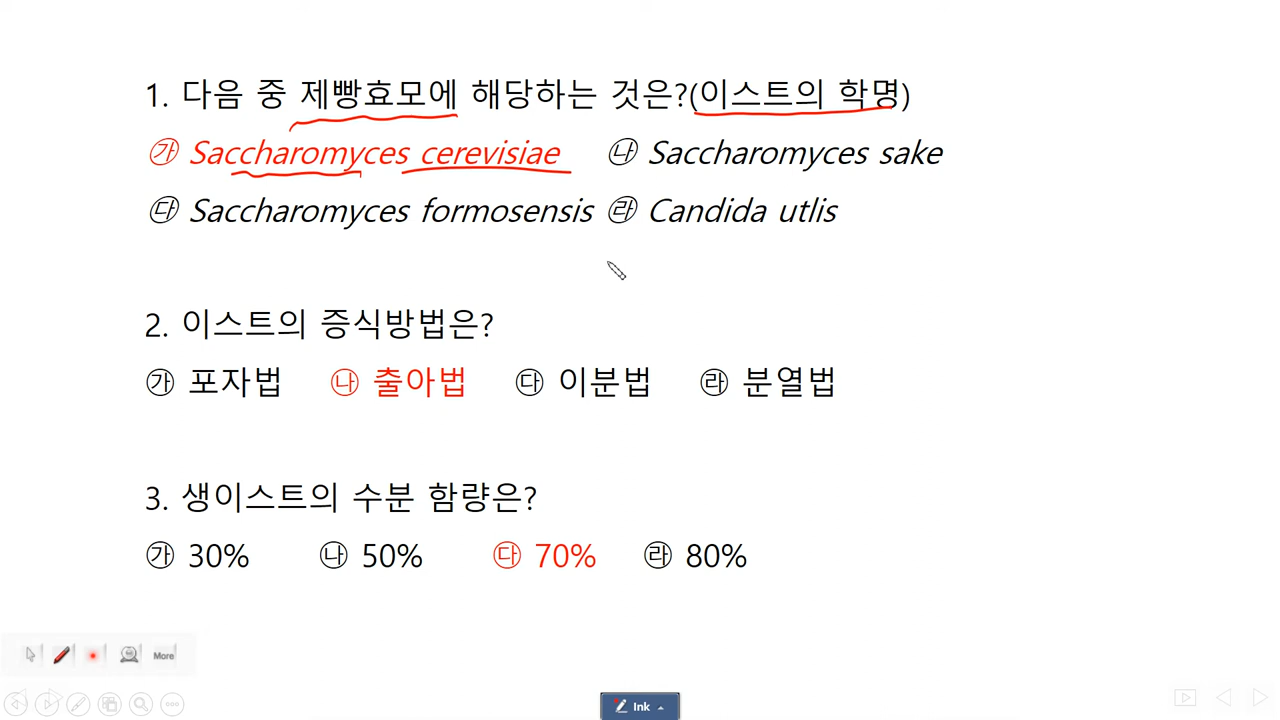 1. 다음 중 제빵효모에 해당하는 것은?(이스트의 학명)
㉮ Saccharomyces cerevisiae ㉯ Saccharomyces sake
㉰ Saccharomyces formosensis ㉱ Candida utlis
2. 이스트의 증식방법은?
㉮ 포자법 ㉯ 출아법 ㉰ 이분법 ㉱ 분열법
3. 생이스트의 수분 함량은?
㉮ 30% ㉯ 50% ㉰ 70% ㉱ 80%
More
Ink